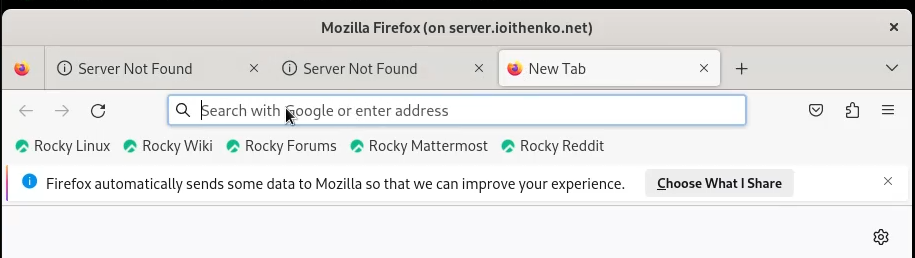 Mozilla Firefox (on server.ioithenko.net)
Server Not Found Server Not Found New Tab
Search with Google or enter address
Rocky Linux Rocky Wiki Rocky Forums Rocky Mattermost Rocky Reddit
Firefox automatically sends some data to Mozilla so that we can improve your experience. Choose What I Share